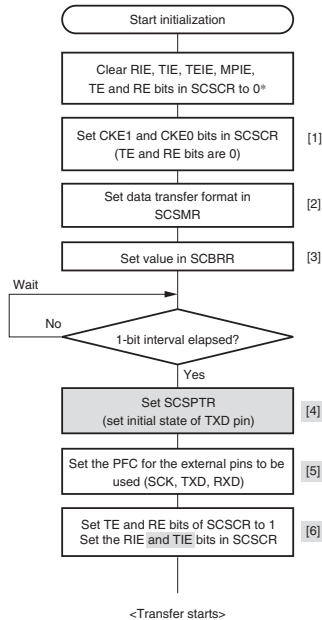 Start initialization
Clear RIE, TIE, TEIE, MPIE,
TE and RE bits in SCSCR to 0*
Set CKE1 and CKE0 bits in SCSCR
(TE and RE bits are 0)
[1]
Set data transfer format in
SCSMR
[2]
Set value in SCBRR
[3]
Wait
No
1-bit interval elapsed?
Yes
Set SCSPTR
(set initial state of TXD pin)
[4]
Set the PFC for the external pins to be
used (SCK, TXD, RXD)
[5]
Set TE and RE bits of SCSCR to 1
Set the RIE and TIE bits in SCSCR
[6]
<Transfer starts>